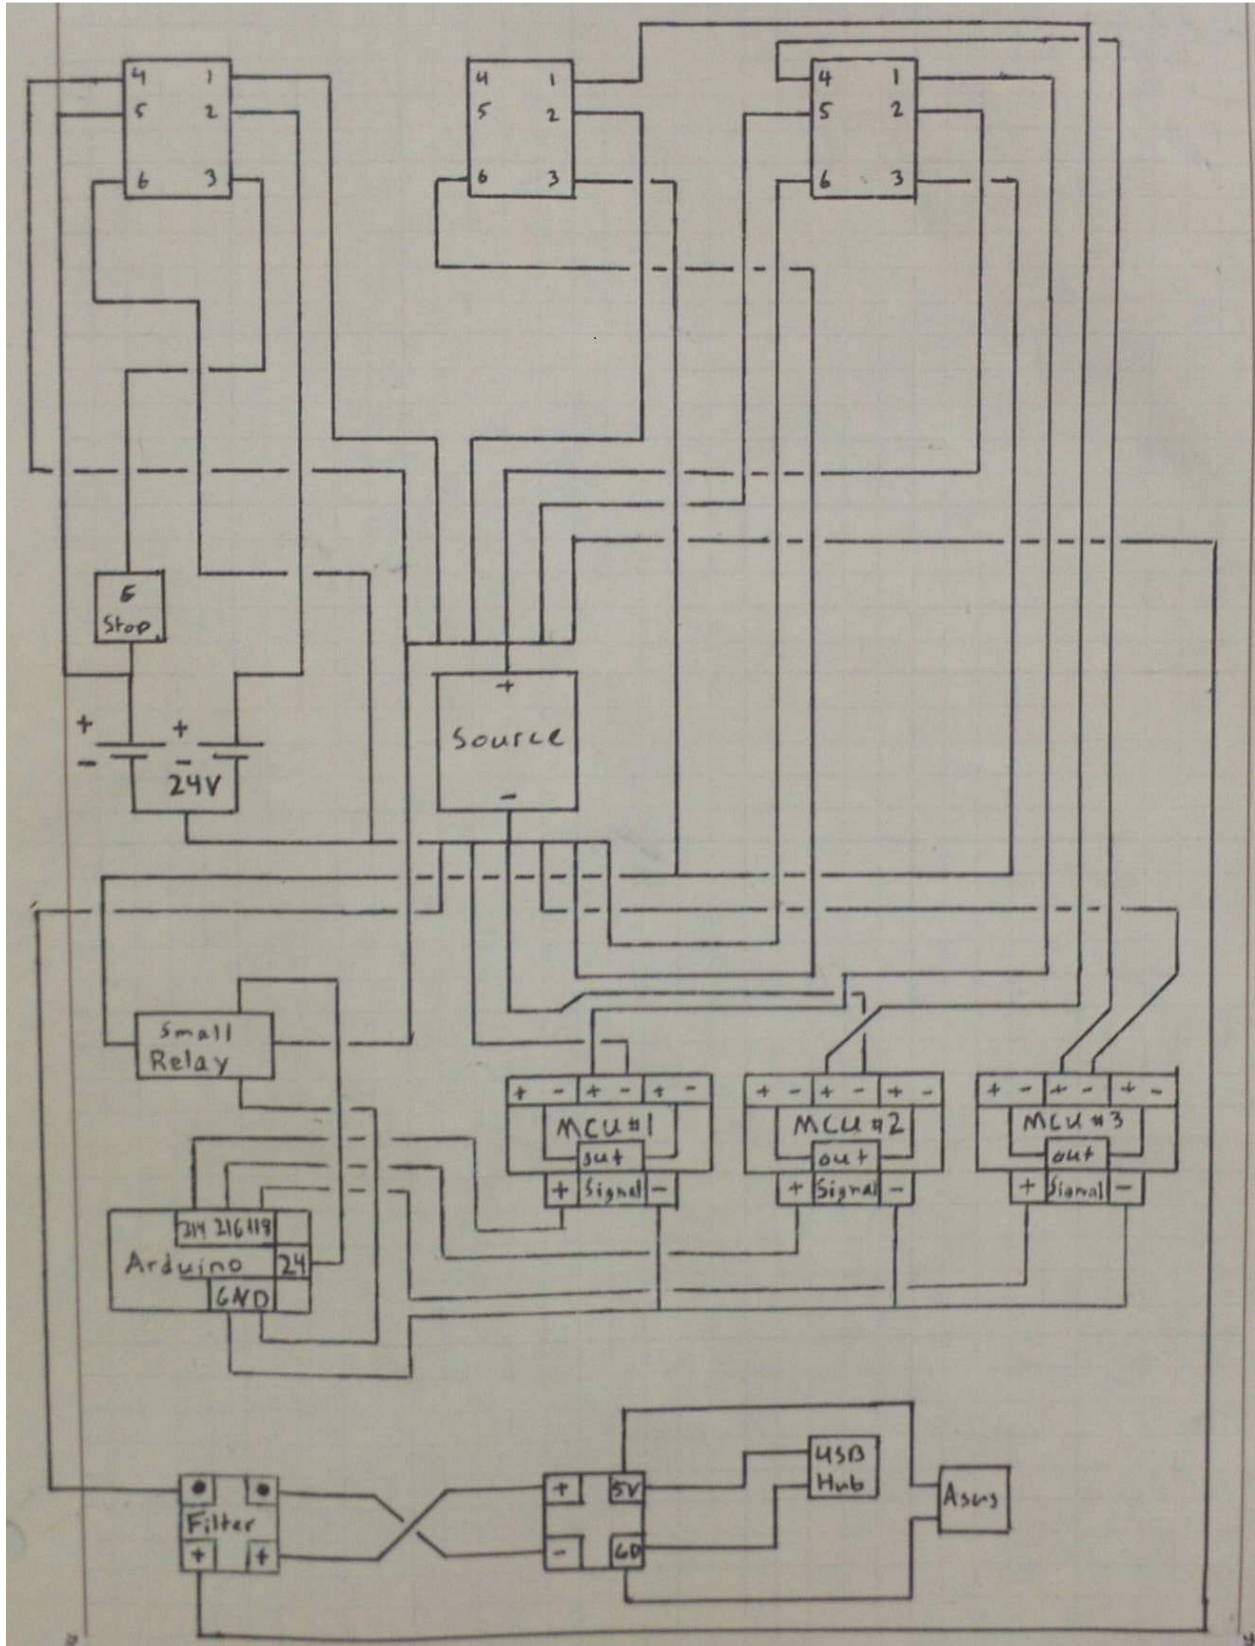 4 1
5 2
6 3
4 1
5 2
6 3
4 1
5 2
6 3
E
Stop
+ +
- -
24V
+
Source
-
Small
Relay
+ - + - + -
MCU #1
out
+ Signal -
+ - + - + -
MCU #2
out
+ Signal -
+ - + - + -
MCU #3
out
+ Signal -
Arduino
24
GND
Filter
+ +
+ 5V
- GD
USB
Hub
Asus